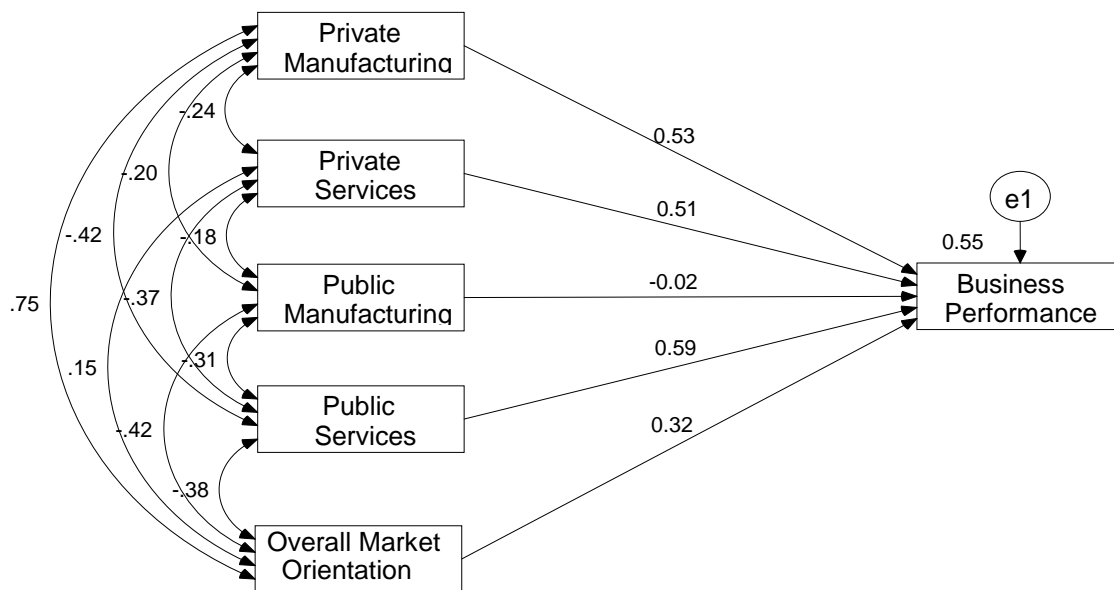 Private
Manufacturing
-.24
0.53
Private
Services
-.20
0.51
e1
-.42
-.18
0.55
Business
Performance
Public
Manufacturing
-0.02
.75
-.37
0.59
-.31
.15
Public
Services
0.32
-.42
-.38
Overall Market
Orientation